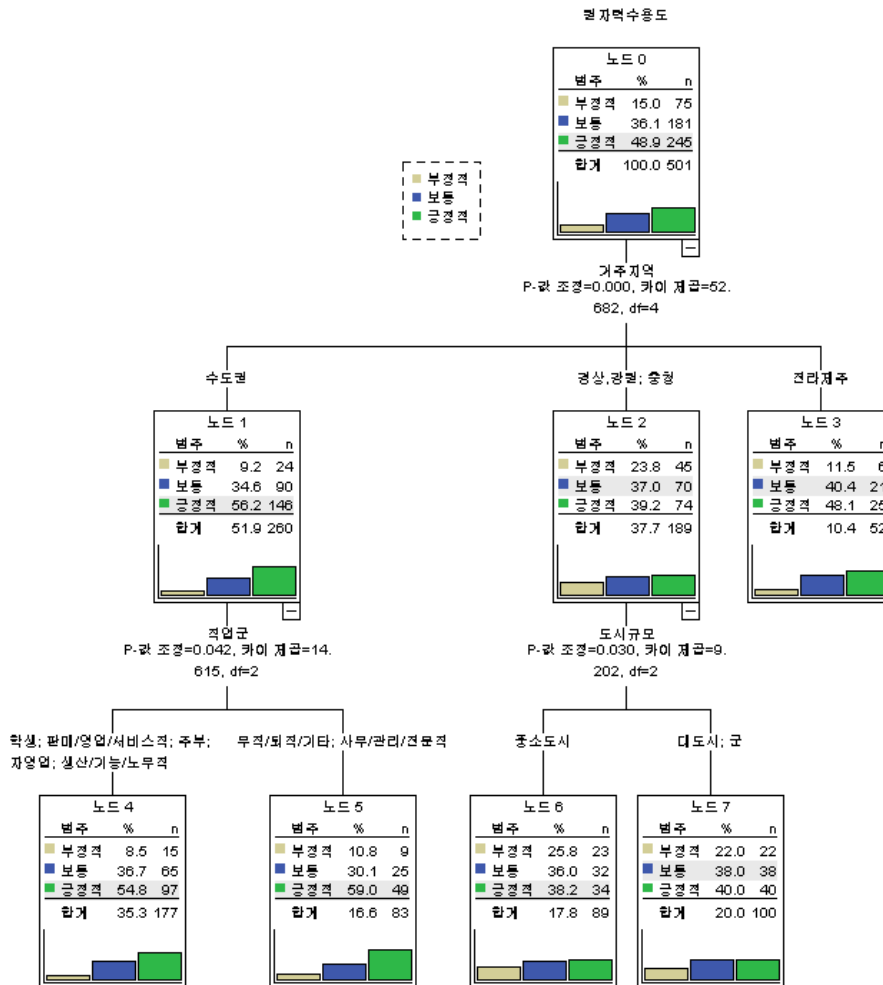 원자력수용도
노드 0
범주 % n
부정적 15.0 75
보통 36.1 181
긍정적 48.9 245
합계 100.0 501
부정적
보통
긍정적
거주지역
P-값 조정=0.000, 카이 제곱=52.
682, df=4
수도권
경상,강원; 충청
전라제주
노드 1
범주 % n
부정적 9.2 24
보통 34.6 90
긍정적 56.2 146
합계 51.9 260
노드 2
범주 % n
부정적 23.8 45
보통 37.0 70
긍정적 39.2 74
합계 37.7 189
노드 3
범주 % n
부정적 11.5 6
보통 40.4 21
긍정적 48.1 25
합계 10.4 52
직업군
P-값 조정=0.042, 카이 제곱=14.
615, df=2
도시규모
P-값 조정=0.030, 카이 제곱=9.
202, df=2
학생; 판매/영업/서비스직; 주부;
자영업; 생산/기능/노무직
무직/퇴직/기타; 사무/관리/전문직
중소도시
대도시; 군
노드 4
범주 % n
부정적 8.5 15
보통 36.7 65
긍정적 54.8 97
합계 35.3 177
노드 5
범주 % n
부정적 10.8 9
보통 30.1 25
긍정적 59.0 49
합계 16.6 83
노드 6
범주 % n
부정적 25.8 23
보통 36.0 32
긍정적 38.2 34
합계 17.8 89
노드 7
범주 % n
부정적 22.0 22
보통 38.0 38
긍정적 40.0 40
합계 20.0 100